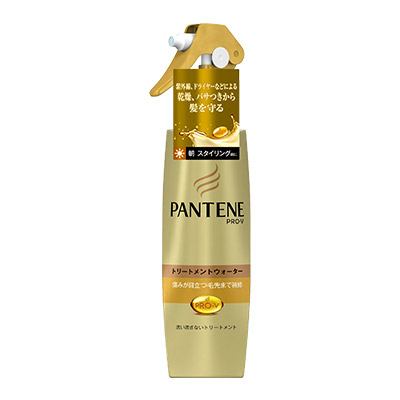 紫外線、ドライヤーなどによる
乾燥、パサつきから
髪を守る
朝 スタイリング前に
PANTENE
PRO-V
トリートメントウォーター
傷みが目立つ毛先まで補修
PRO-V
洗い流さないトリートメント